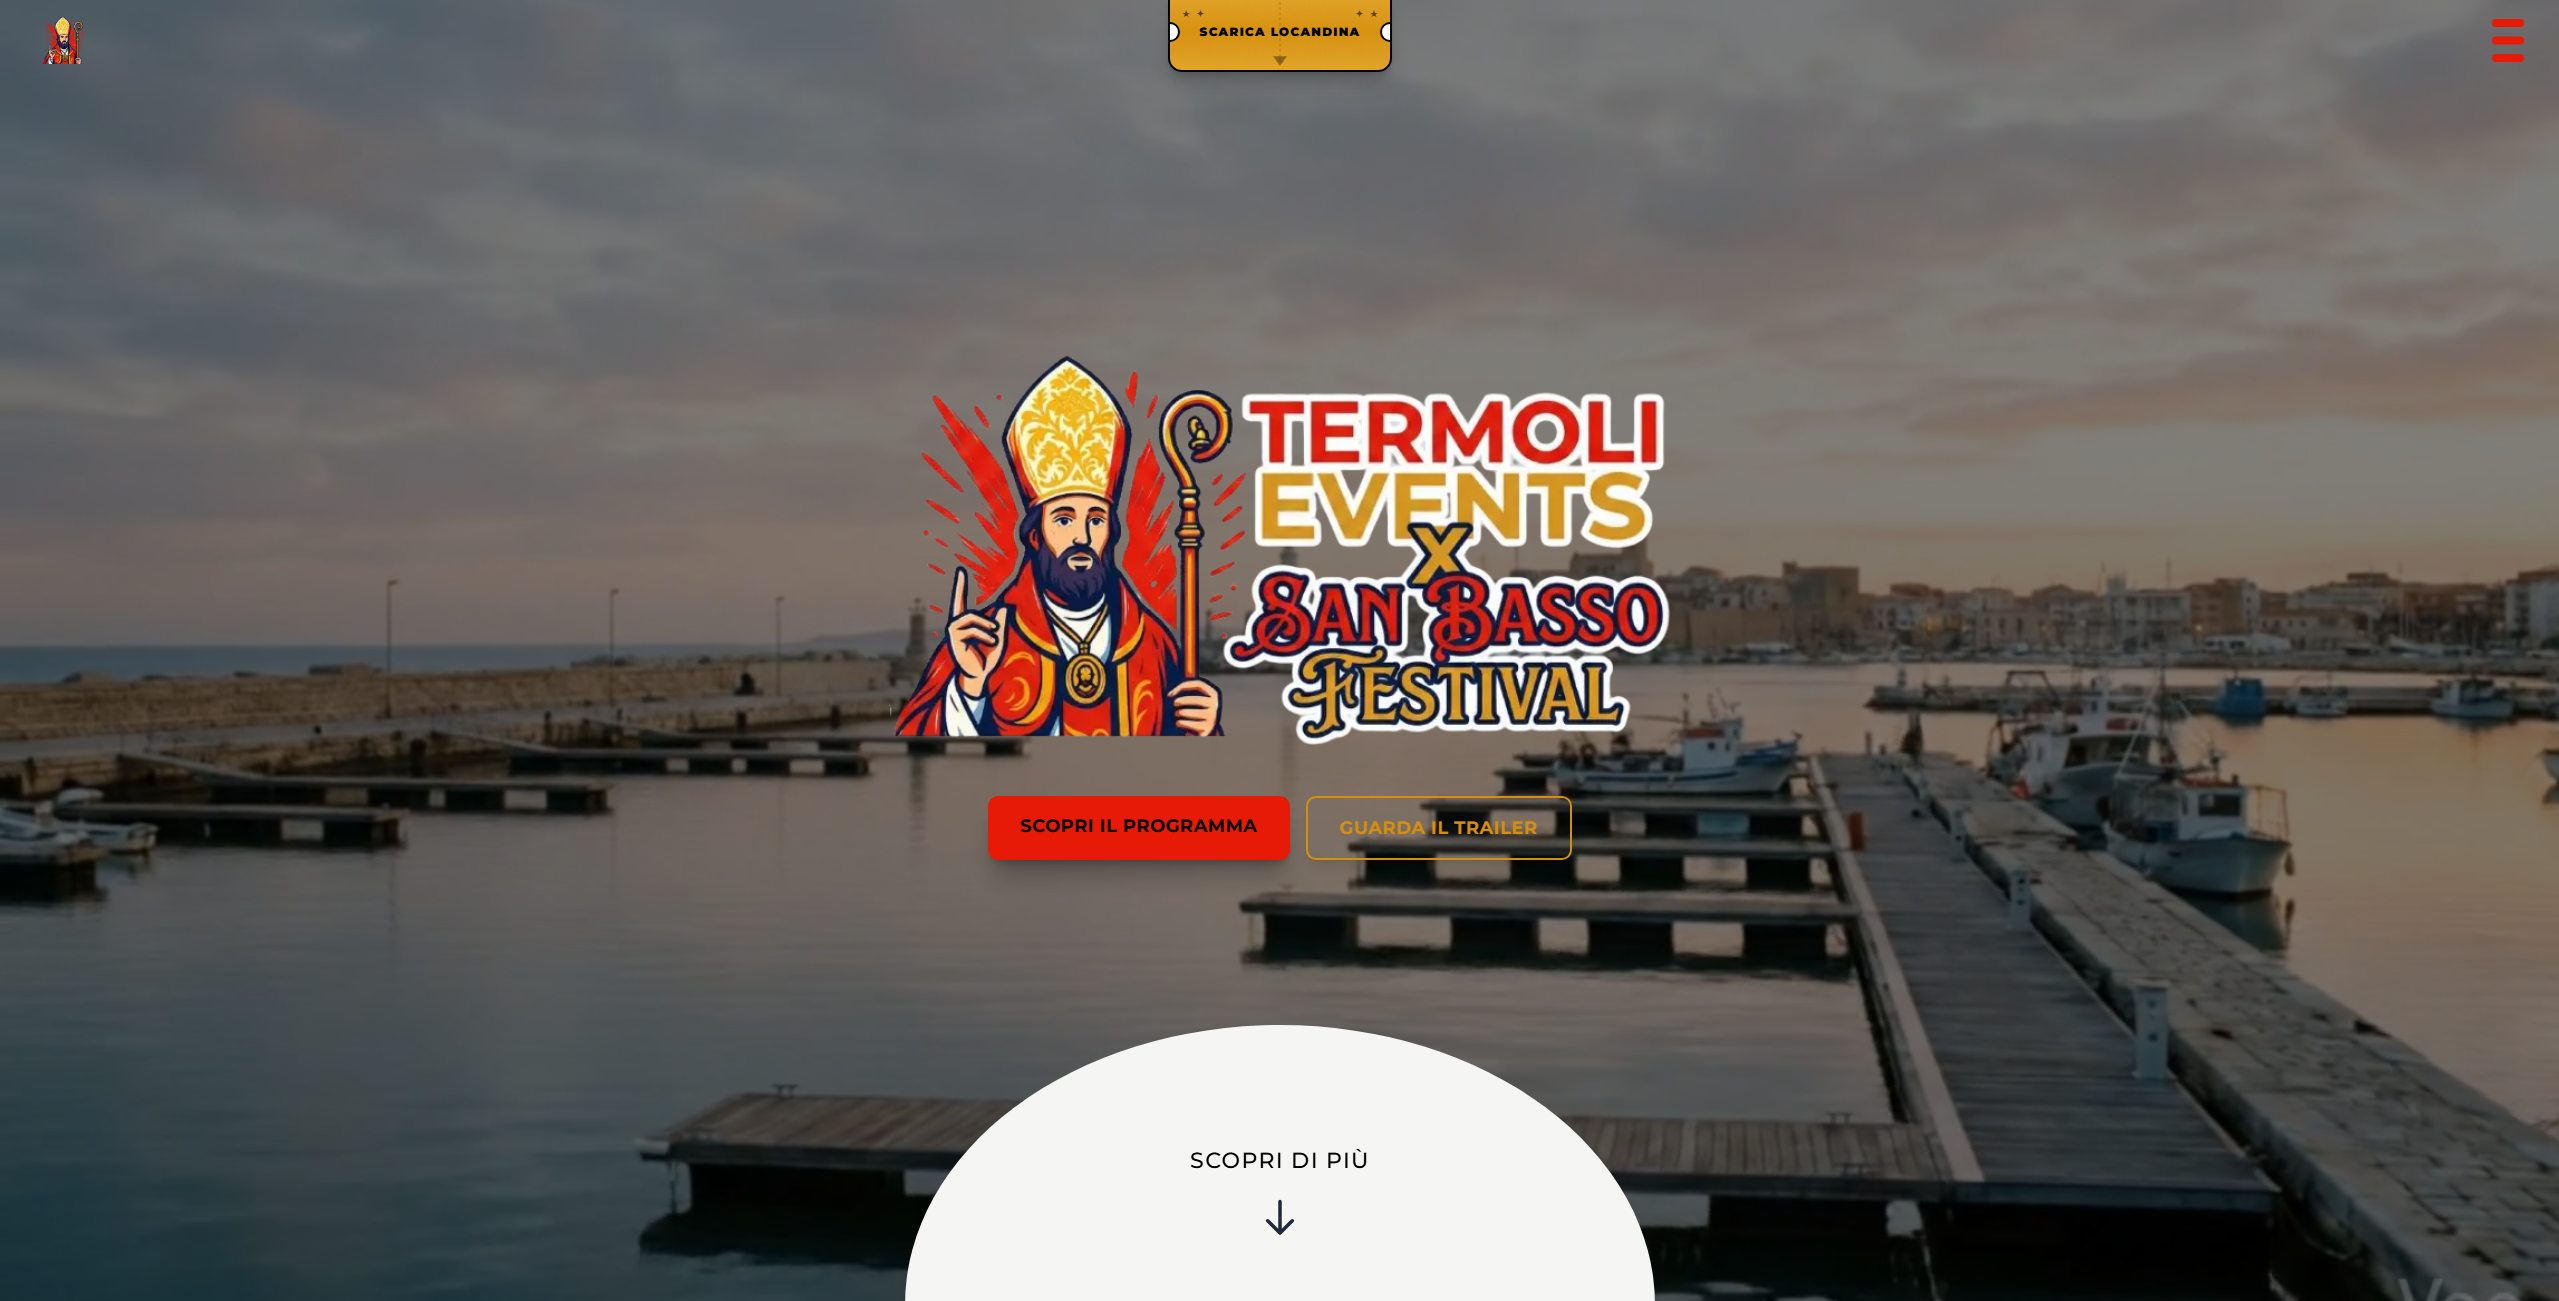 SCARICA LOCANDINA
TERMOLI
EVENTS
X
SAN BASSO
FESTIVAL
SCOPRI IL PROGRAMMA
GUARDA IL TRAILER
SCOPRI DI PIÙ